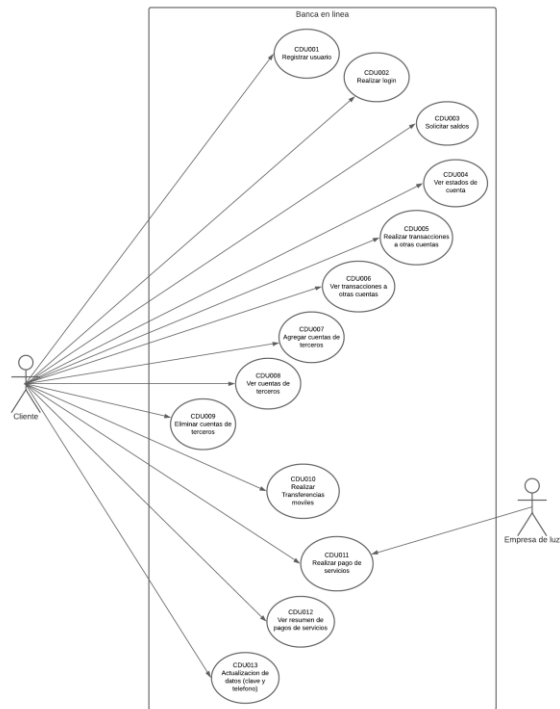 Banca en linea
CDU001
Registrar usuario
CDU002
Realizar login
CDU003
Solicitar saldos
CDU004
Ver estados de
cuenta
CDU005
Realizar transacciones
a otras cuentas
CDU006
Ver transacciones a
otras cuentas
CDU007
Agregar cuentas de
terceros
CDU008
Ver cuentas de
terceros
Cliente
CDU009
Eliminar cuentas de
terceros
CDU010
Realizar
Transferencias
moviles
Empresa de luz
CDU011
Realizar pago de
servicios
CDU012
Ver resumen de
pagos de servicios
CDU013
Actualizacion de
datos (clave y
telefono)